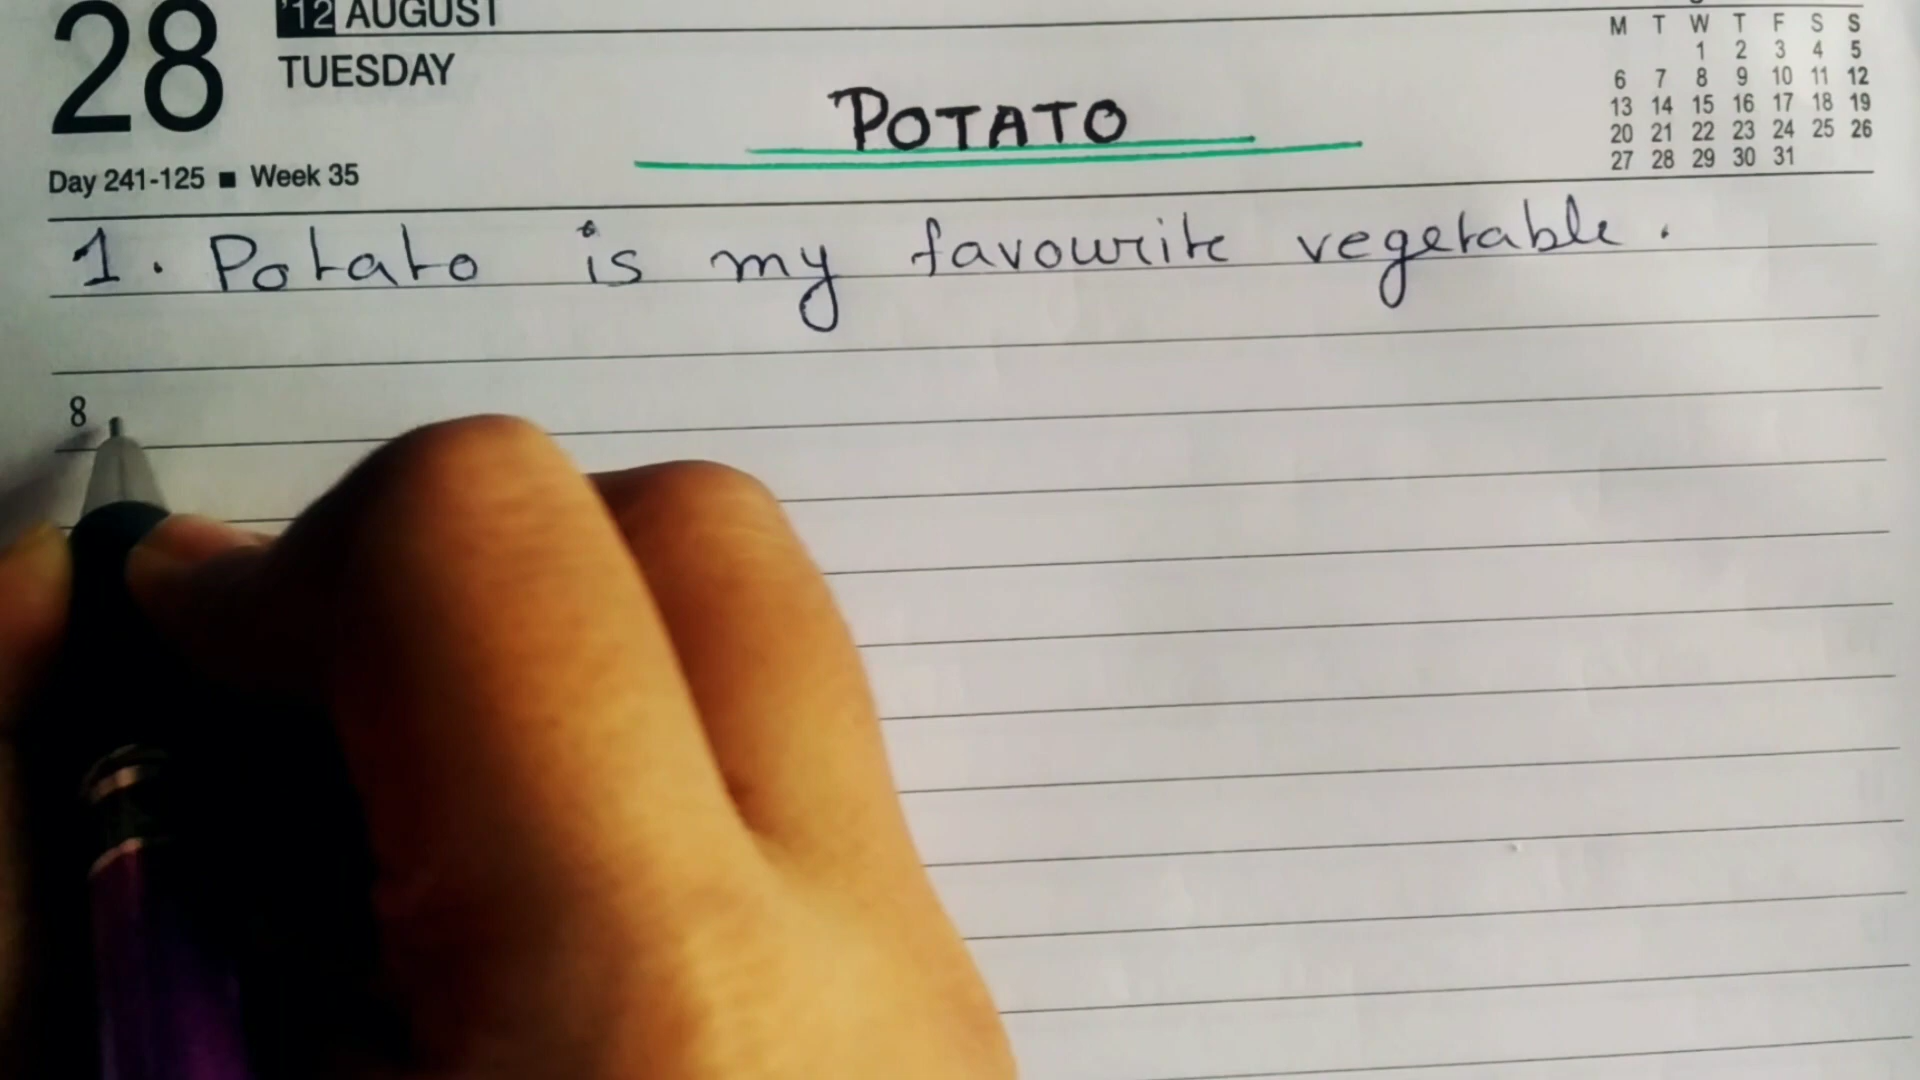 28 '12 AUGUST
TUESDAY
Day 241-125 ■ Week 35
POTATO
M T W T F S S
1 2 3 4 5
6 7 8 9 10 11 12
13 14 15 16 17 18 19
20 21 22 23 24 25 26
27 28 29 30 31
1. Potato is my favourite vegetable.
8